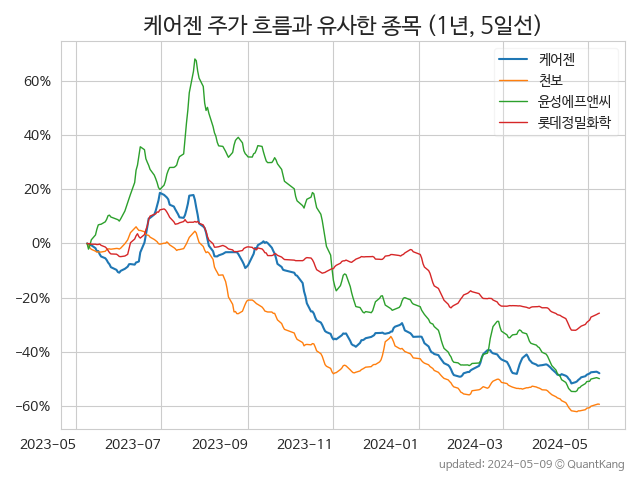 케어젠 주가 흐름과 유사한 종목 (1년, 5일선)
케어젠
천보
윤성에프앤씨
롯데정밀화학
60%
40%
20%
0%
−20%
−40%
−60%
2023-05 2023-07 2023-09 2023-11 2024-01 2024-03 2024-05
updated: 2024-05-09 © QuantKang